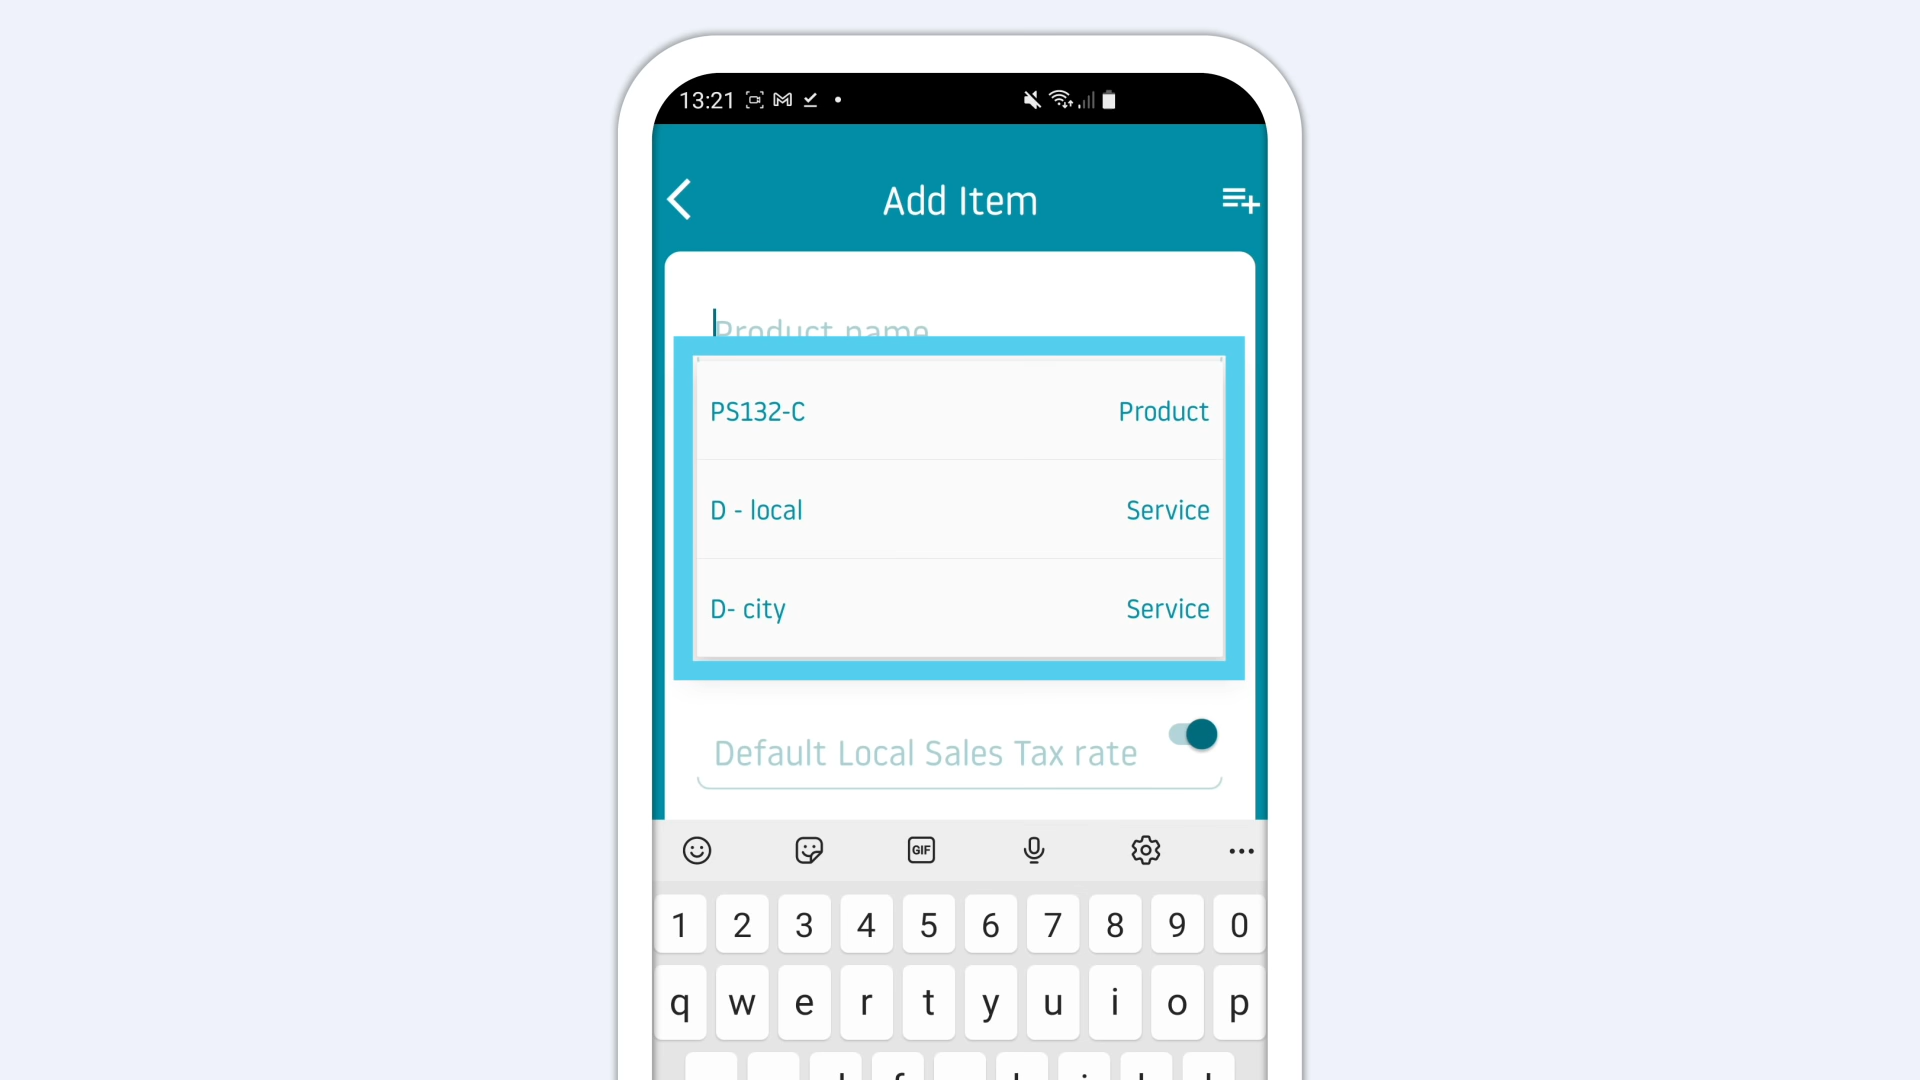 13:21
Add Item
Product name
PS132-C Product
D - local Service
D- city Service
Default Local Sales Tax rate
GIF
1 2 3 4 5 6 7 8 9 0
q w e r t y u i o p